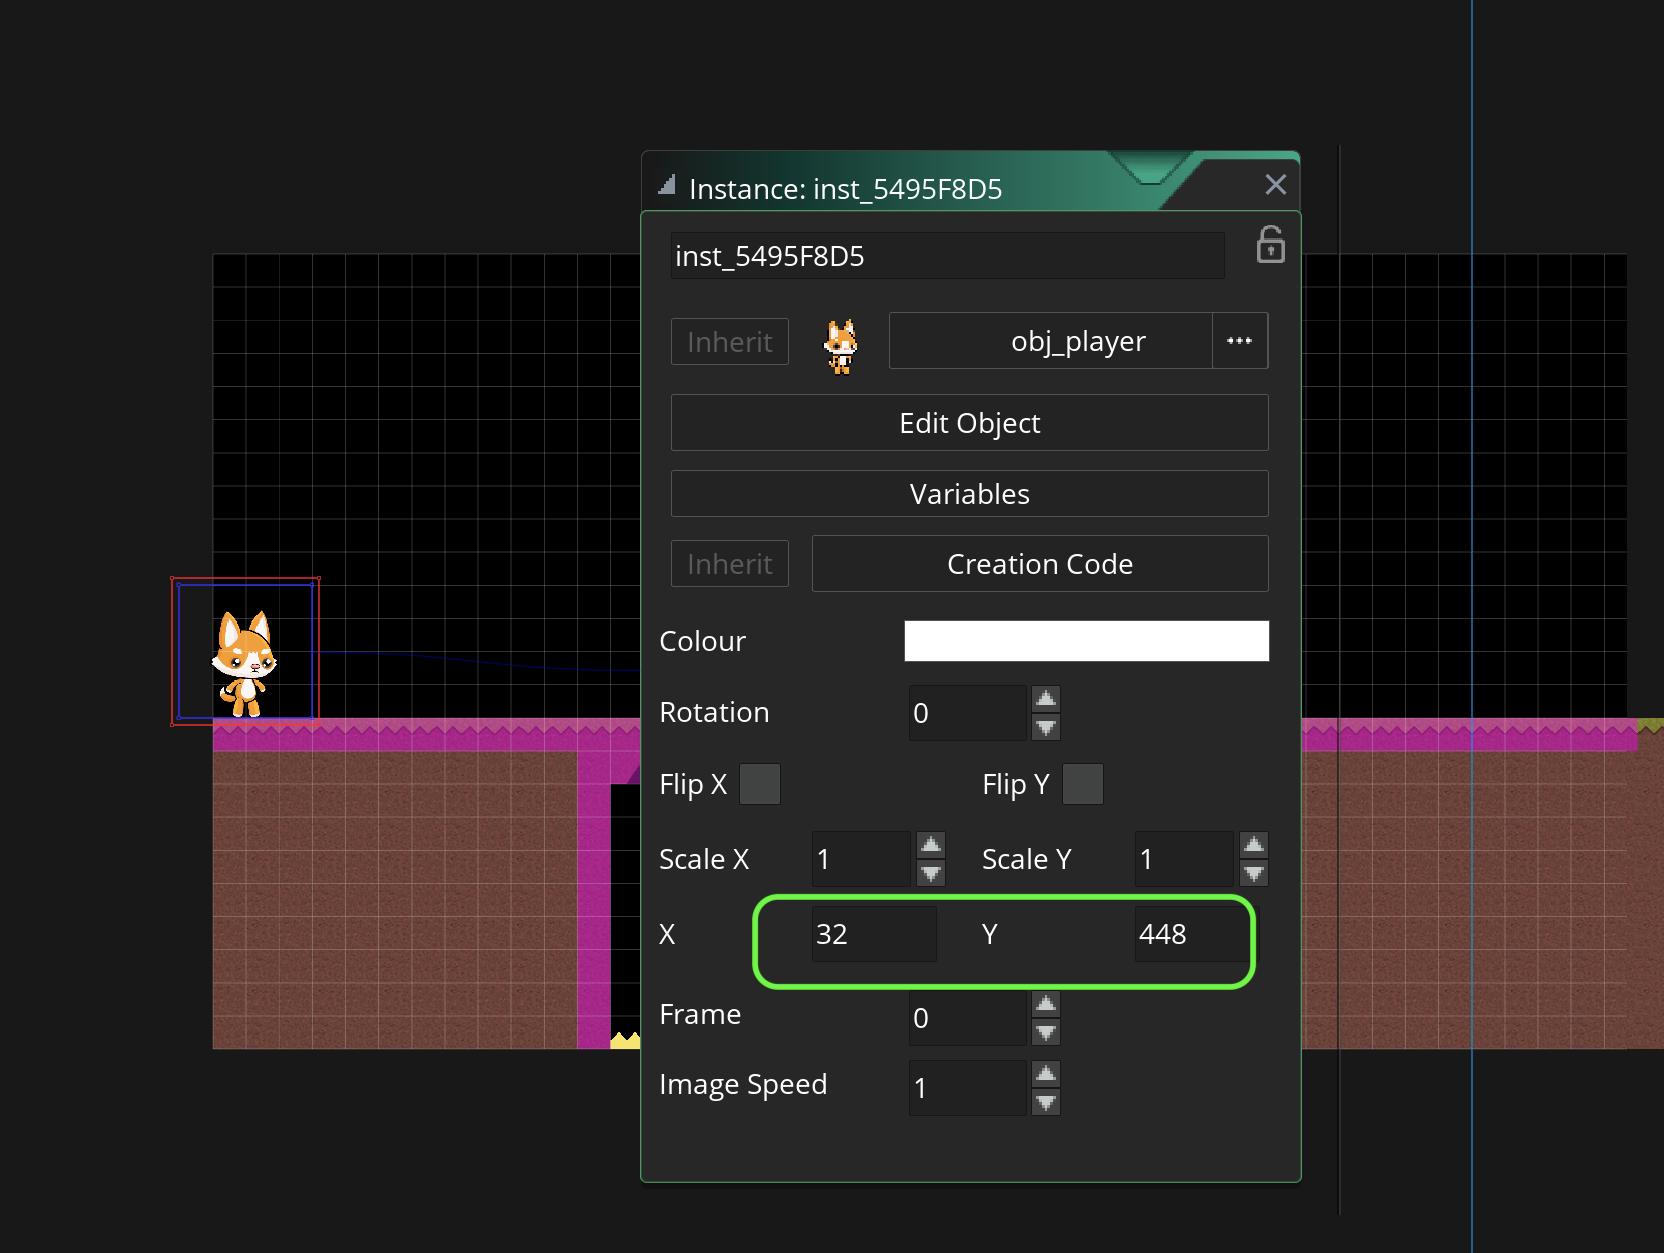 Instance: inst_5495F8D5
inst_5495F8D5
Inherit
obj_player
...
Edit Object
Variables
Inherit
Creation Code
Colour
Rotation 0
Flip X Flip Y
Scale X 1 Scale Y 1
X 32 Y 448
Frame 0
Image Speed 1